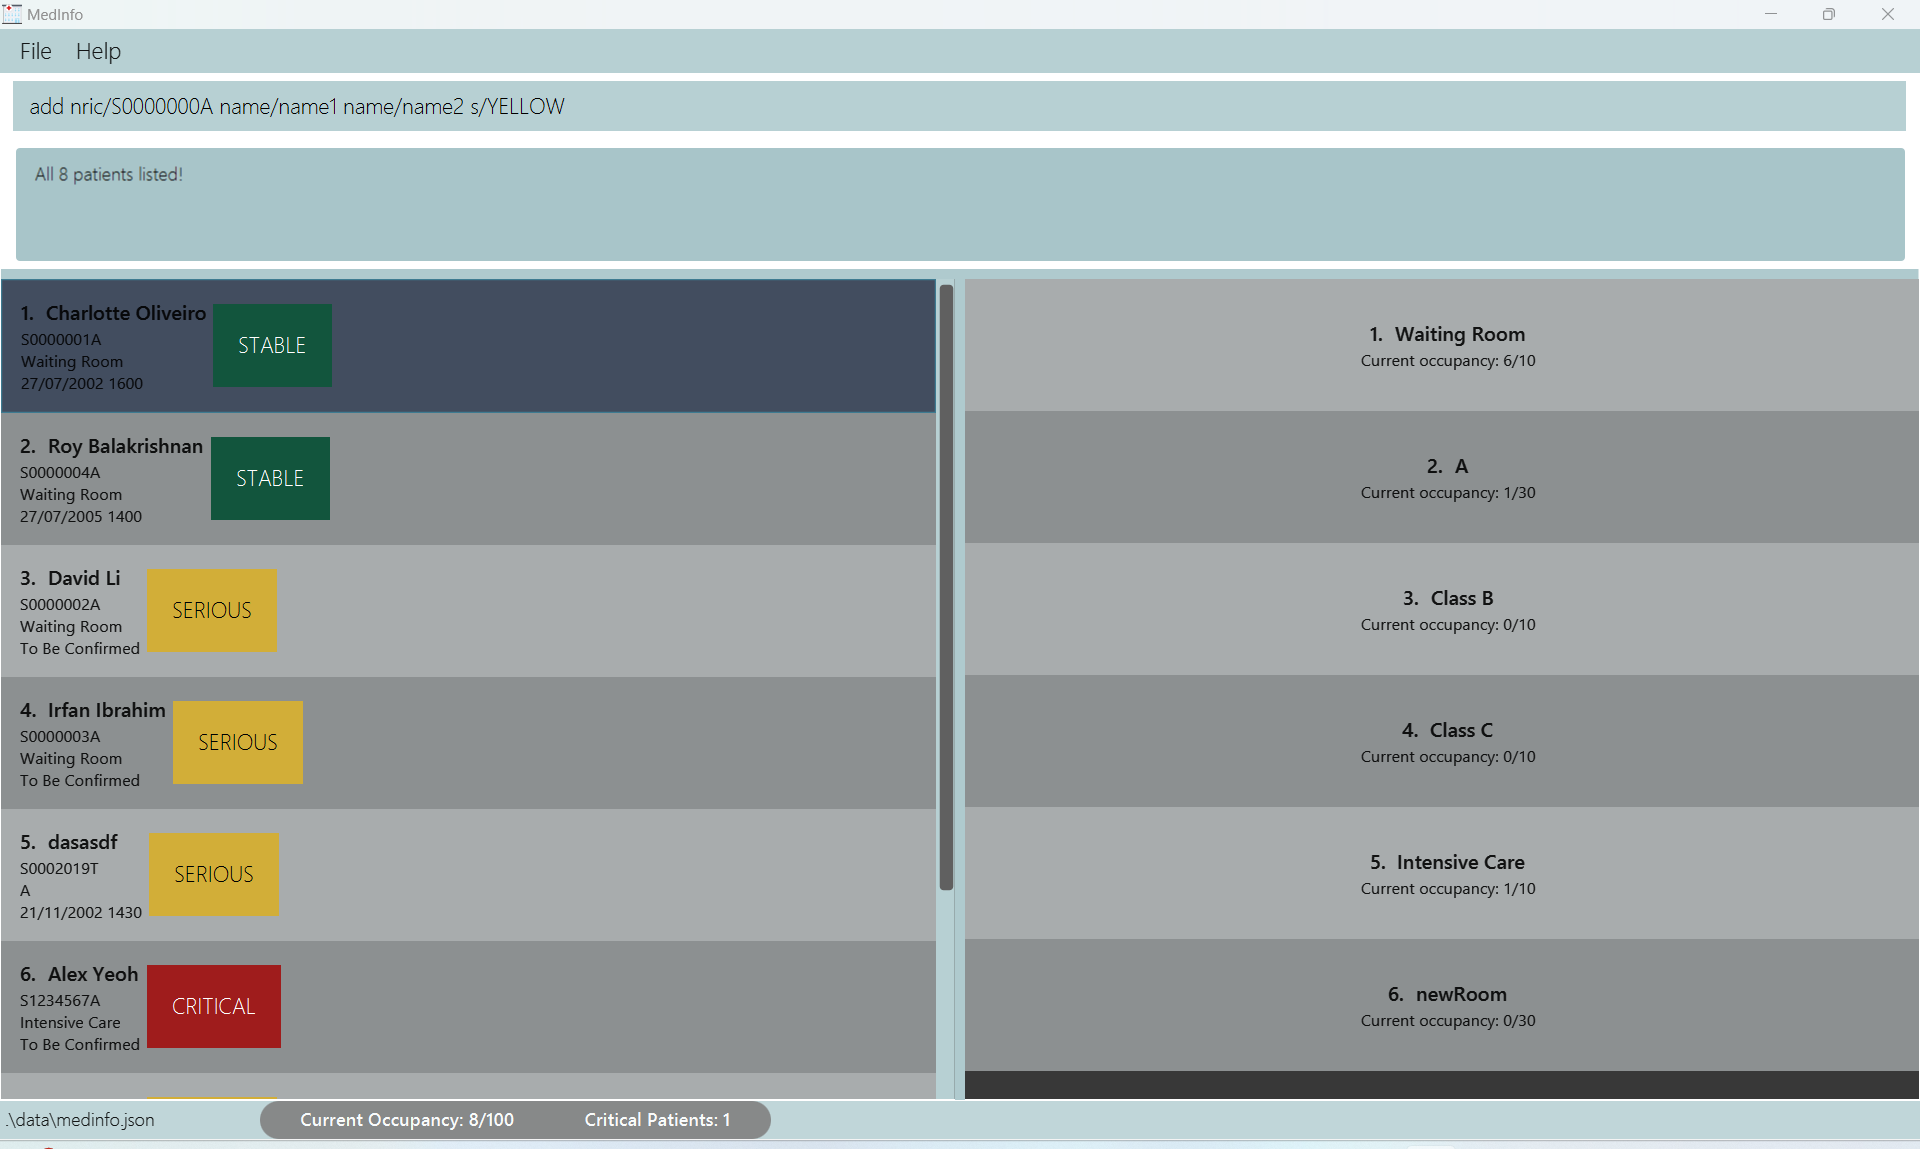 MedInfo
File Help
add nric/S0000000A name/name1 name/name2 s/YELLOW
All 8 patients listed!
1. Charlotte Oliveiro
S0000001A
Waiting Room
27/07/2002 1600
STABLE
2. Roy Balakrishnan
S0000004A
Waiting Room
27/07/2005 1400
STABLE
3. David Li
S0000002A
Waiting Room
To Be Confirmed
SERIOUS
4. Irfan Ibrahim
S0000003A
Waiting Room
To Be Confirmed
SERIOUS
5. dasasdf
S0002019T
A
21/11/2002 1430
SERIOUS
6. Alex Yeoh
S1234567A
Intensive Care
To Be Confirmed
CRITICAL
1. Waiting Room
Current occupancy: 6/10
2. A
Current occupancy: 1/30
3. Class B
Current occupancy: 0/10
4. Class C
Current occupancy: 0/10
5. Intensive Care
Current occupancy: 1/10
6. newRoom
Current occupancy: 0/30
.\data\medinfo.json
Current Occupancy: 8/100 Critical Patients: 1